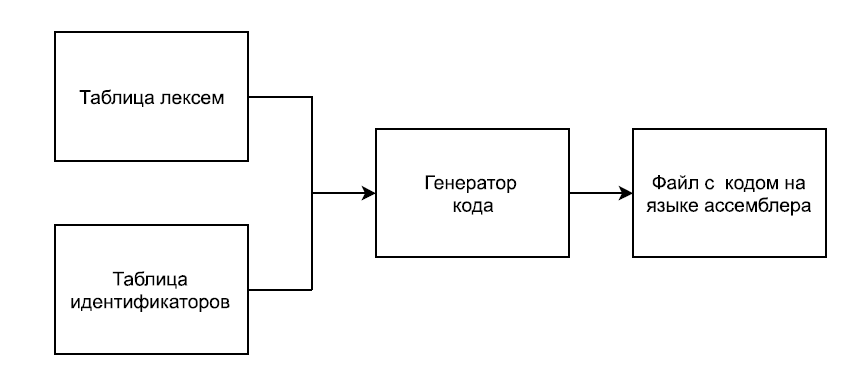 Таблица лексем
Генератор
кода
Файл с кодом на
языке ассемблера
Таблица
идентификаторов